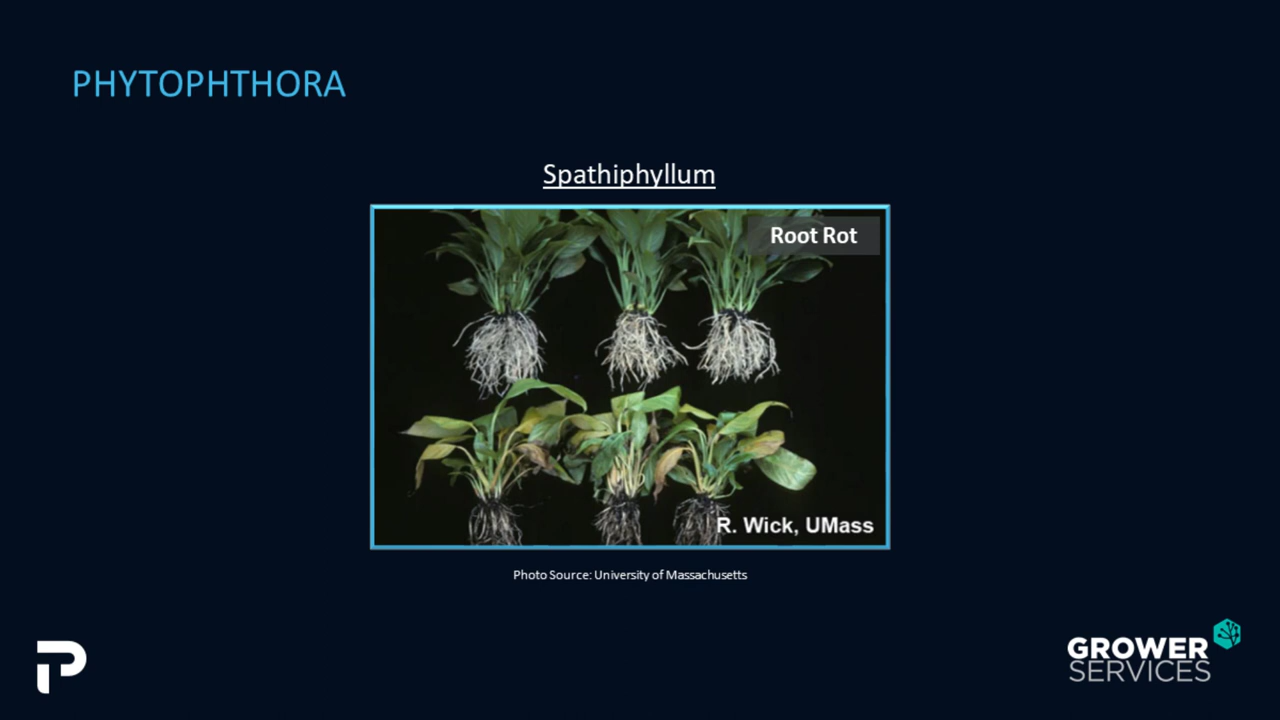 PHYTOPHTHORA
Spathiphyllum
Root Rot
R. Wick, UMass
Photo Source: University of Massachusetts
P
GROWER
SERVICES